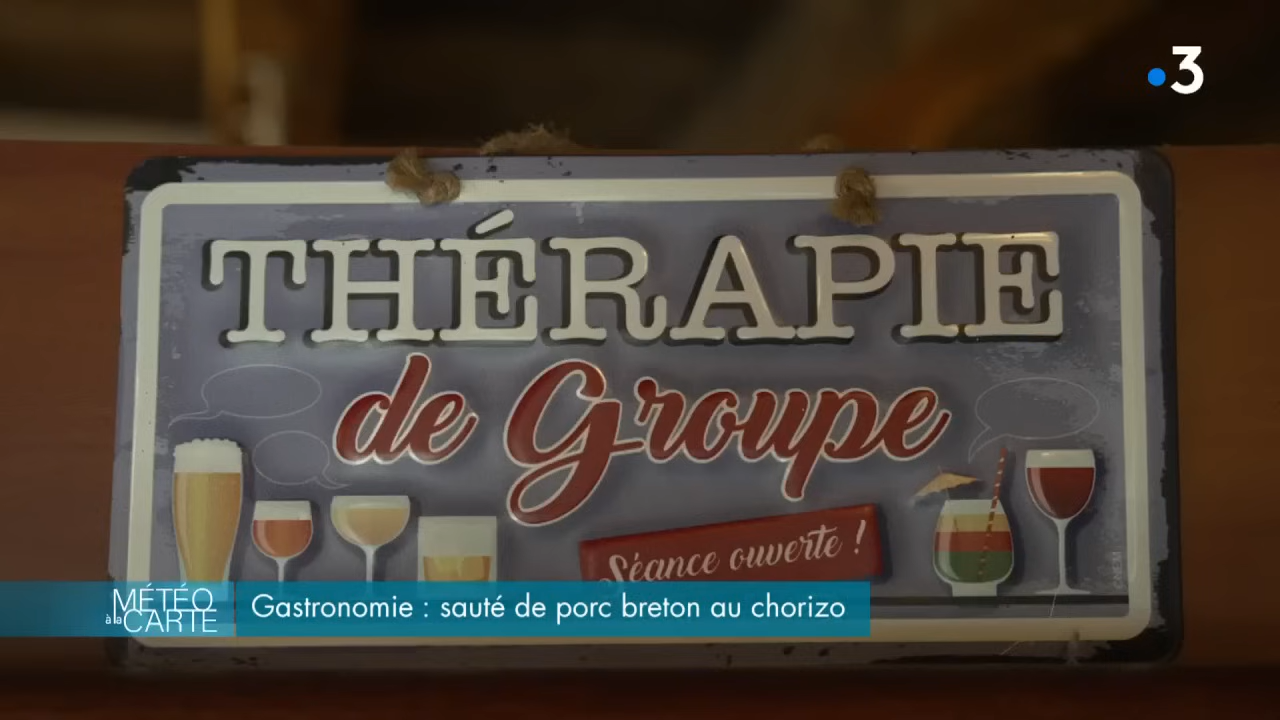 3
THÉRAPIE
de Groupe
Séance ouverte !
MÉTÉO
à la CARTE
Gastronomie : sauté de porc breton au chorizo